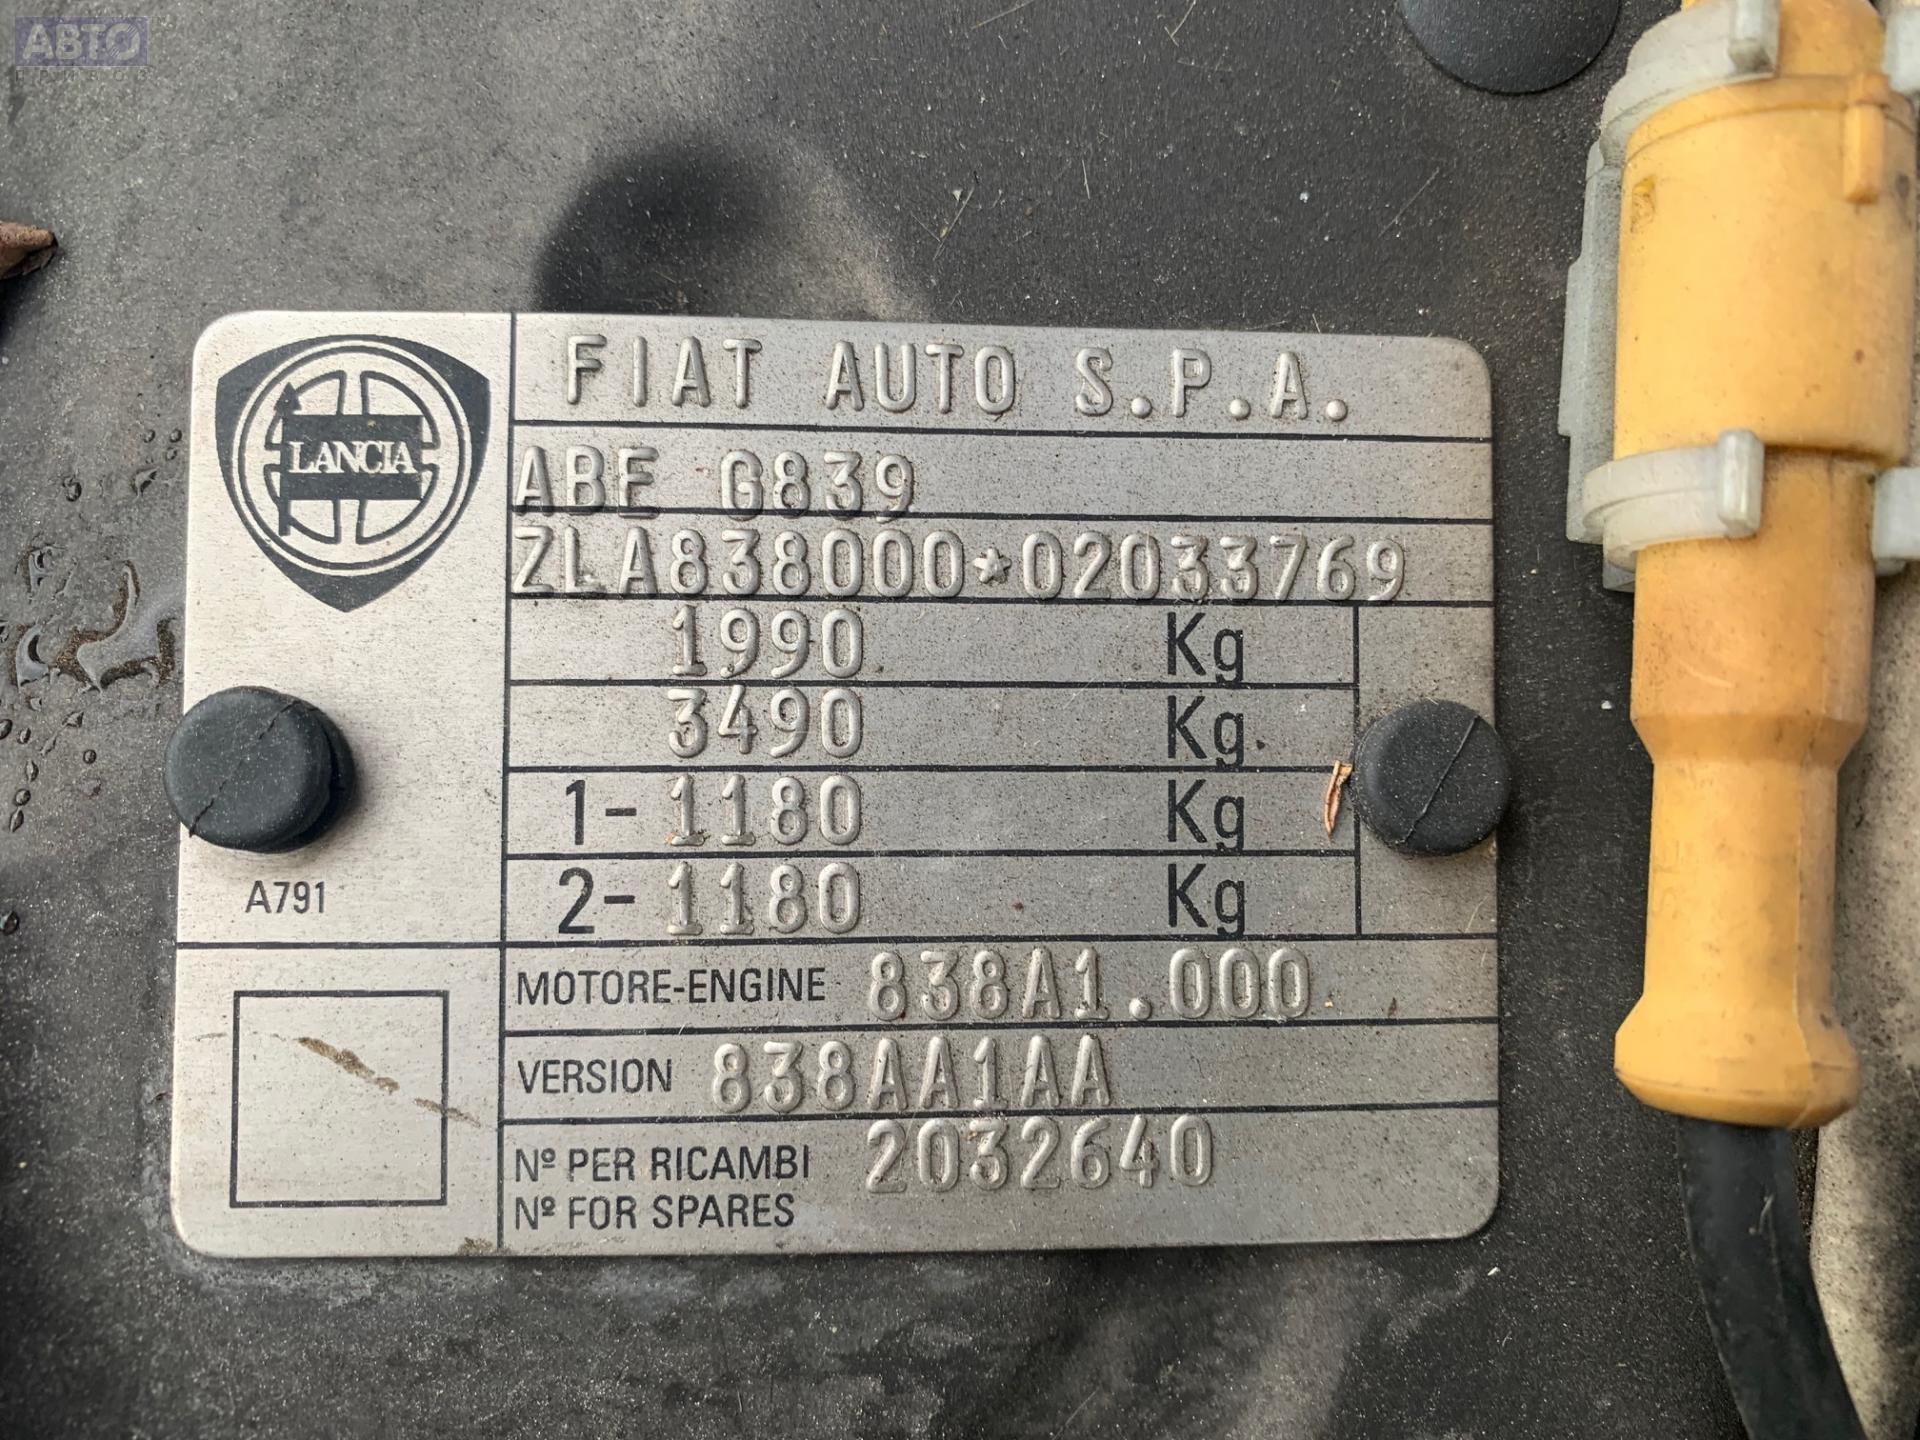 АВТО
ПРИВОЗ
LANCIA
FIAT AUTO S.P.A.
ABE G839
ZLA838000*02033769
1990 Kg
3490 Kg
1- 1180 Kg
2- 1180 Kg
A791
MOTORE-ENGINE 838A1.000
VERSION 838AA1AA
Nº PER RICAMBI 2032640
Nº FOR SPARES